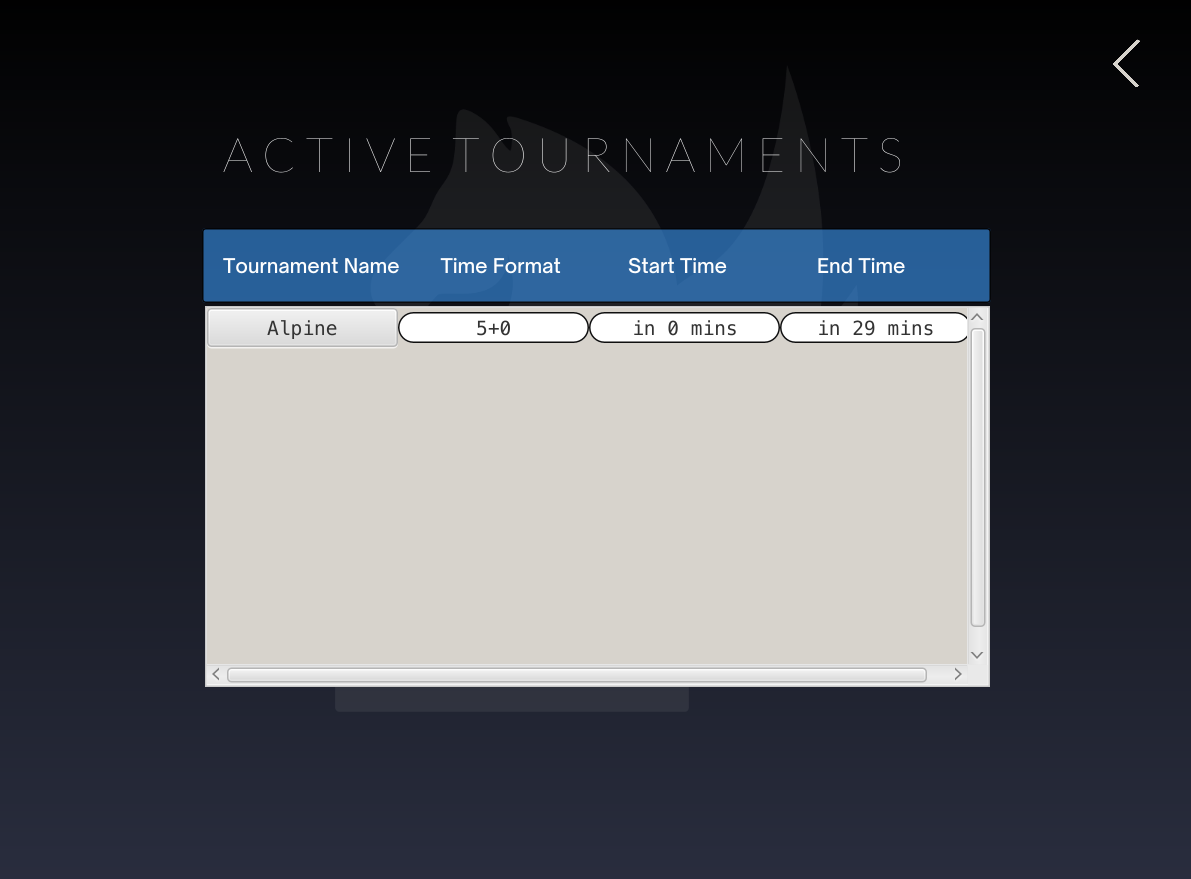 ACTIVE TOURNAMENTS
Tournament Name Time Format Start Time End Time
Alpine 5+0 in 0 mins in 29 mins